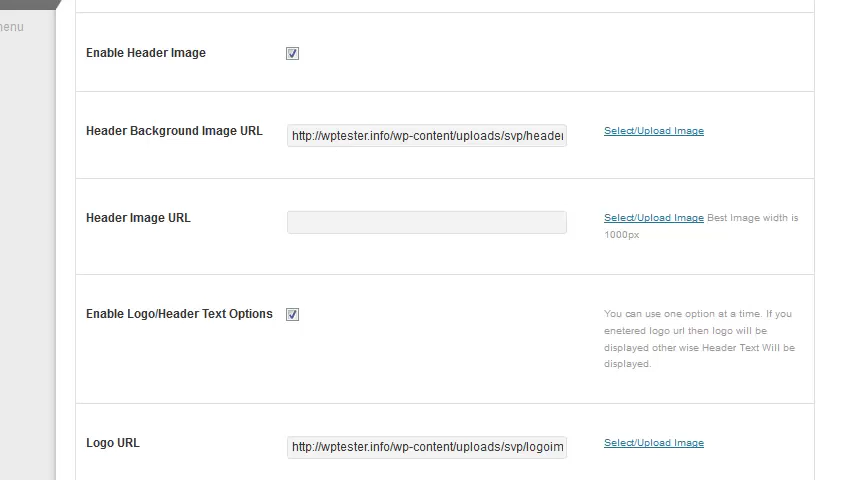 enu
Enable Header Image
Header Background Image URL http://wptester.info/wp-content/uploads/svp/header Select/Upload Image
Header Image URL Select/Upload Image Best Image width is
1000px
Enable Logo/Header Text Options You can use one option at a time. If you
enetered logo url then logo will be
displayed other wise Header Text Will be
displayed.
Logo URL http://wptester.info/wp-content/uploads/svp/logoim Select/Upload Image